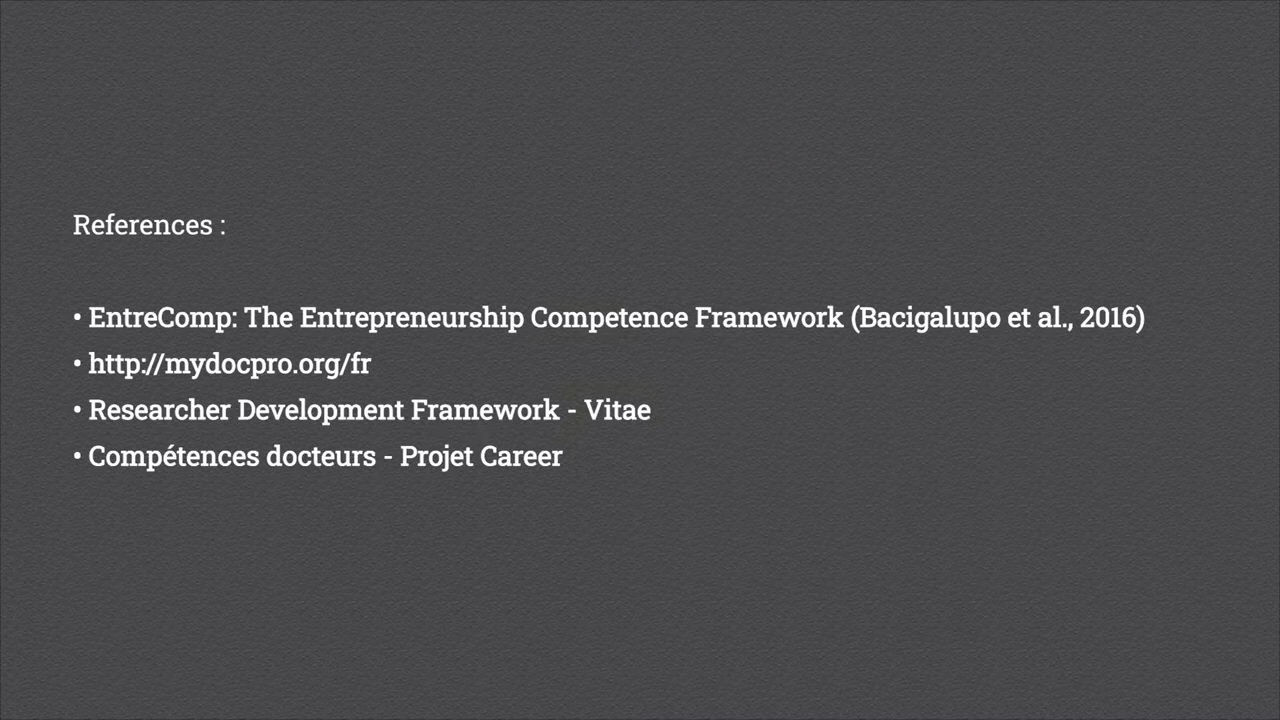 References :
• EntreComp: The Entrepreneurship Competence Framework (Bacigalupo et al., 2016)
• http://mydocpro.org/fr
• Researcher Development Framework - Vitae
• Compétences docteurs - Projet Career